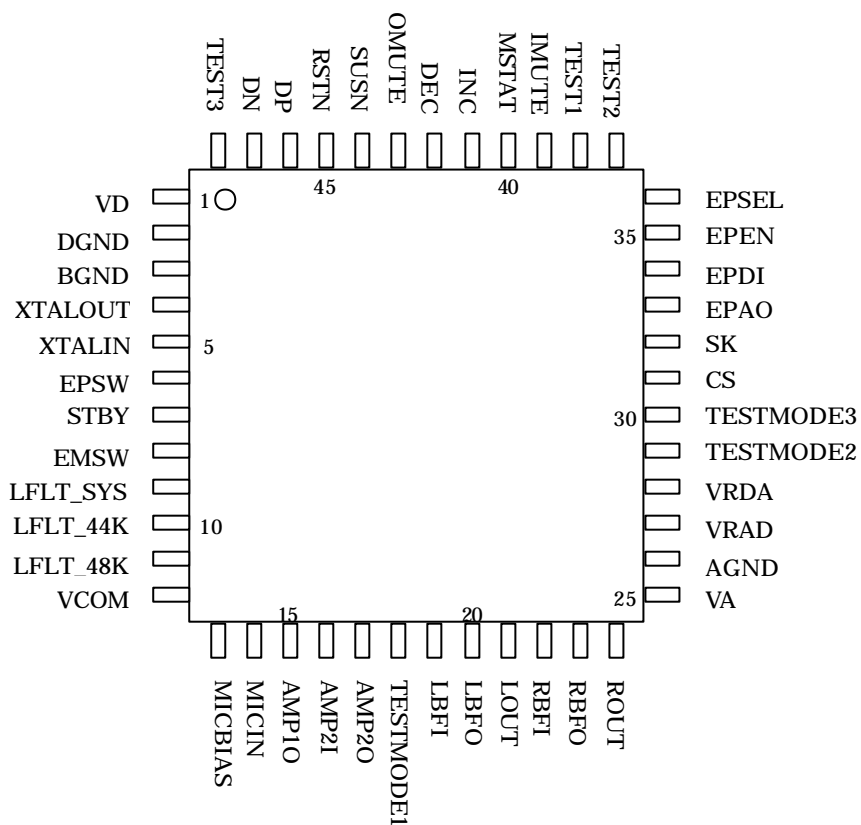 TEST3
DN
DP
RSTN
SUSN
OMUTE
DEC
INC
MSTAT
IMUTE
TEST1
TEST2
45
40
VD
1
EPSEL
DGND
35
EPEN
BGND
EPDI
XTALOUT
EPAO
XTALIN
5
SK
EPSW
CS
STBY
30
TESTMODE3
EMSW
TESTMODE2
LFLT_SYS
VRDA
LFLT_44K
10
VRAD
LFLT_48K
AGND
VCOM
15
20
25
VA
MICBIAS
MICIN
AMP1O
AMP2I
AMP2O
TESTMODE1
LBFI
LBFO
LOUT
RBFI
RBFO
ROUT